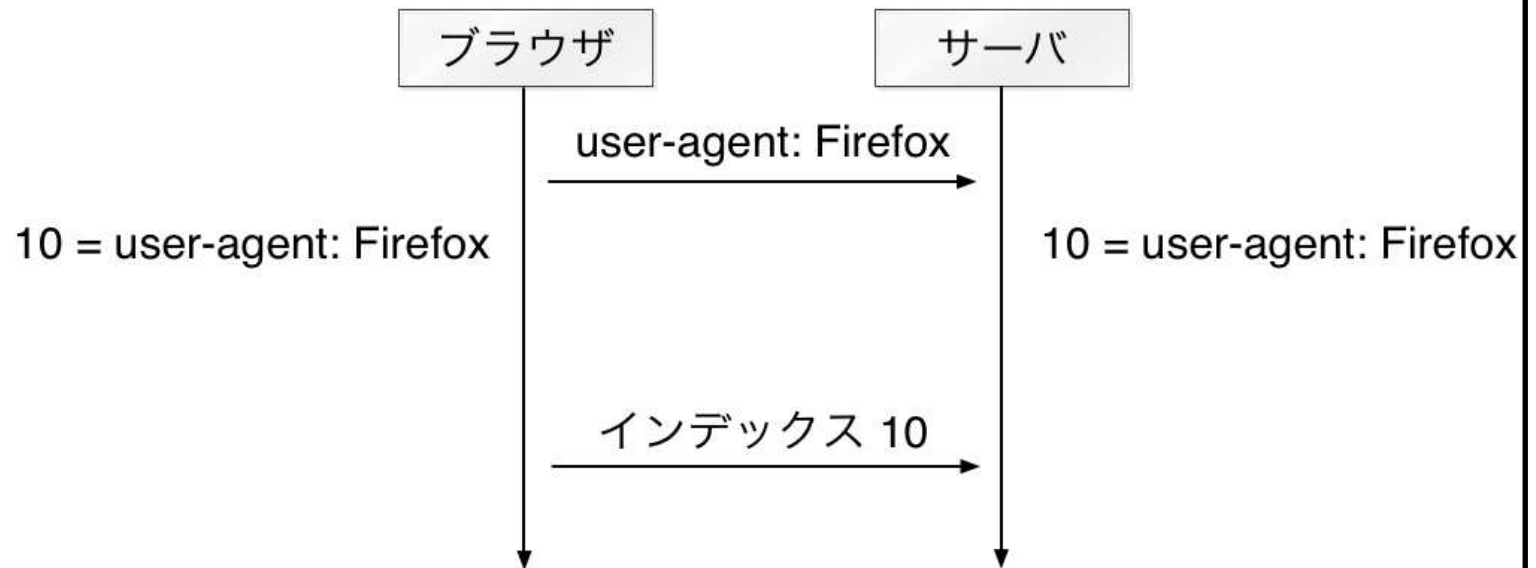 ブラウザ
サーバ
user-agent: Firefox
10 = user-agent: Firefox
10 = user-agent: Firefox
インデックス 10